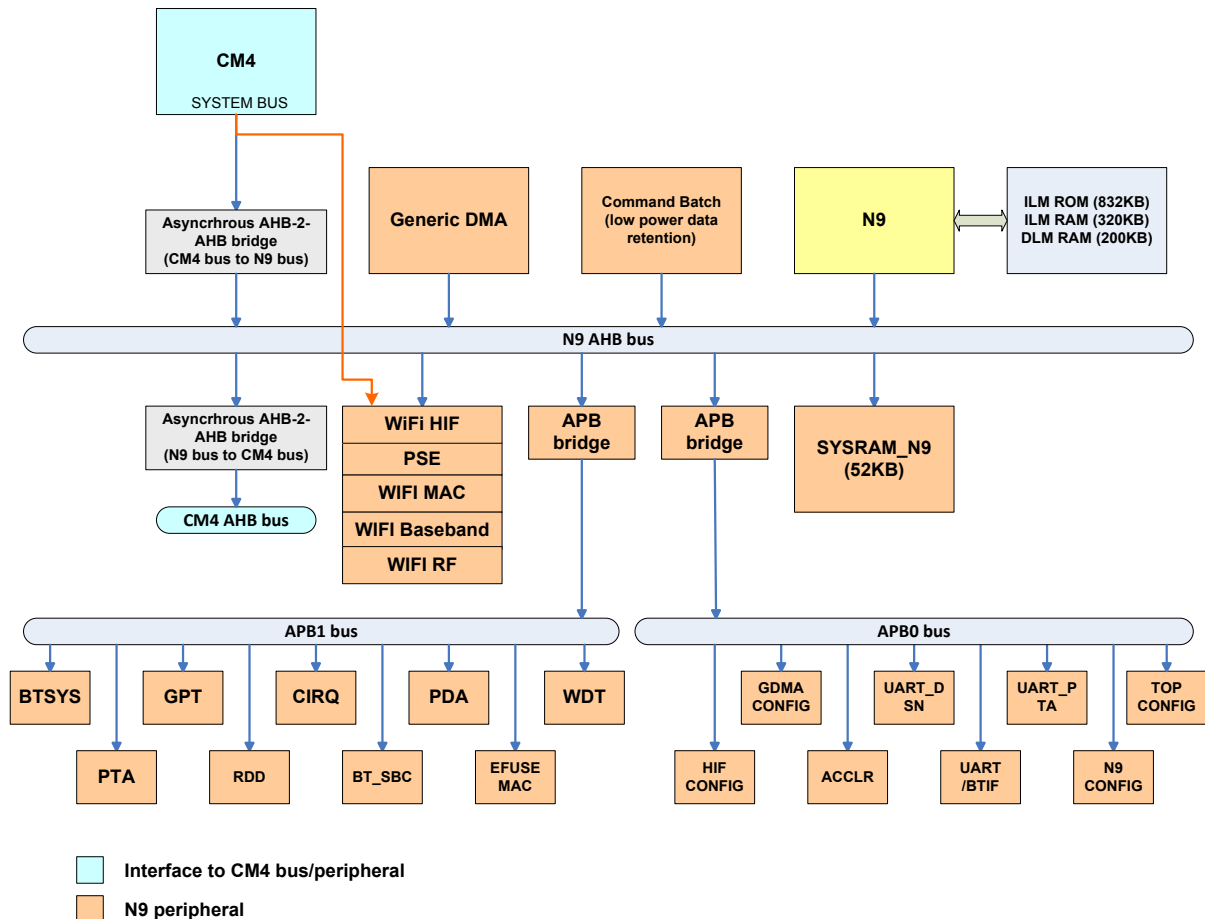 CM4
SYSTEM BUS
Asyncrhrous AHB-2-
AHB bridge
(CM4 bus to N9 bus)
Generic DMA
Command Batch
(low power data
retention)
N9
ILM ROM (832KB)
ILM RAM (320KB)
DLM RAM (200KB)
N9 AHB bus
Asyncrhrous AHB-2-
AHB bridge
(N9 bus to CM4 bus)
CM4 AHB bus
WiFi HIF
PSE
WIFI MAC
WIFI Baseband
WIFI RF
APB
bridge
APB
bridge
SYSRAM_N9
(52KB)
APB1 bus
APB0 bus
BTSYS
GPT
CIRQ
PDA
WDT
PTA
RDD
BT_SBC
EFUSE
MAC
GDMA
CONFIG
UART_D
SN
UART_P
TA
TOP
CONFIG
HIF
CONFIG
ACCLR
UART
/BTIF
N9
CONFIG
Interface to CM4 bus/peripheral
N9 peripheral